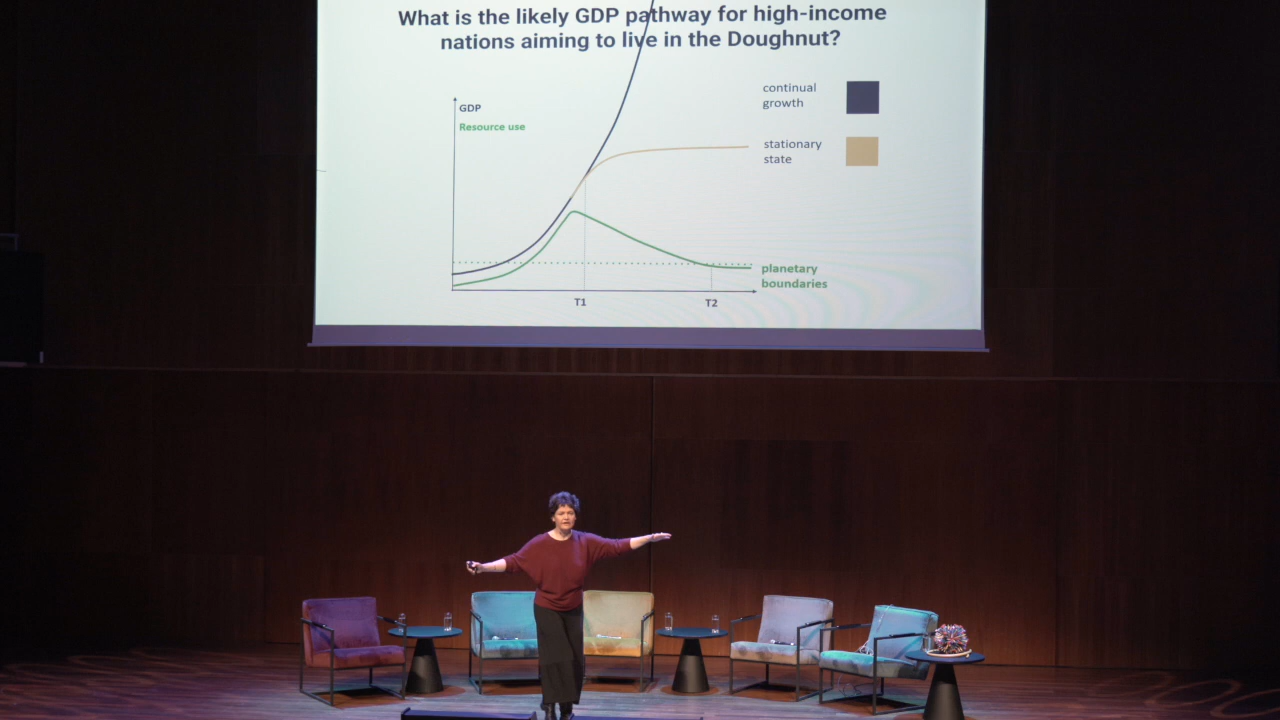 What is the likely GDP pathway for high-income
nations aiming to live in the Doughnut?
GDP
Resource use
continual
growth
stationary
state
planetary
boundaries
T1
T2